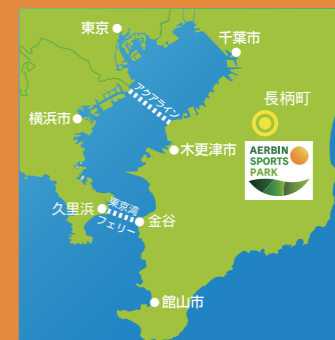 東京
千葉市
アクアライン
長柄町
横浜市
木更津市
AERBIN
SPORTS
PARK
久里浜
東京湾
フェリー
金谷
館山市